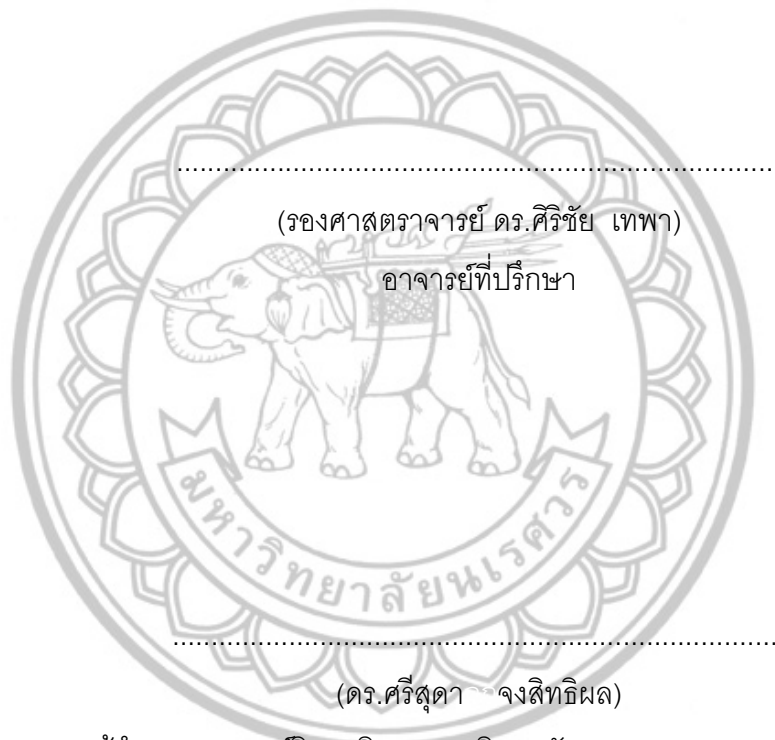 ................................................................................
(รองศาสตราจารย์ ดร.ศิริชัย เทพา)
อาจารย์ที่ปรึกษา
มหาวิทยาลัยนเรศวร
................................................................................
(ดร.ศรีสุดา จงสิทธิผล)